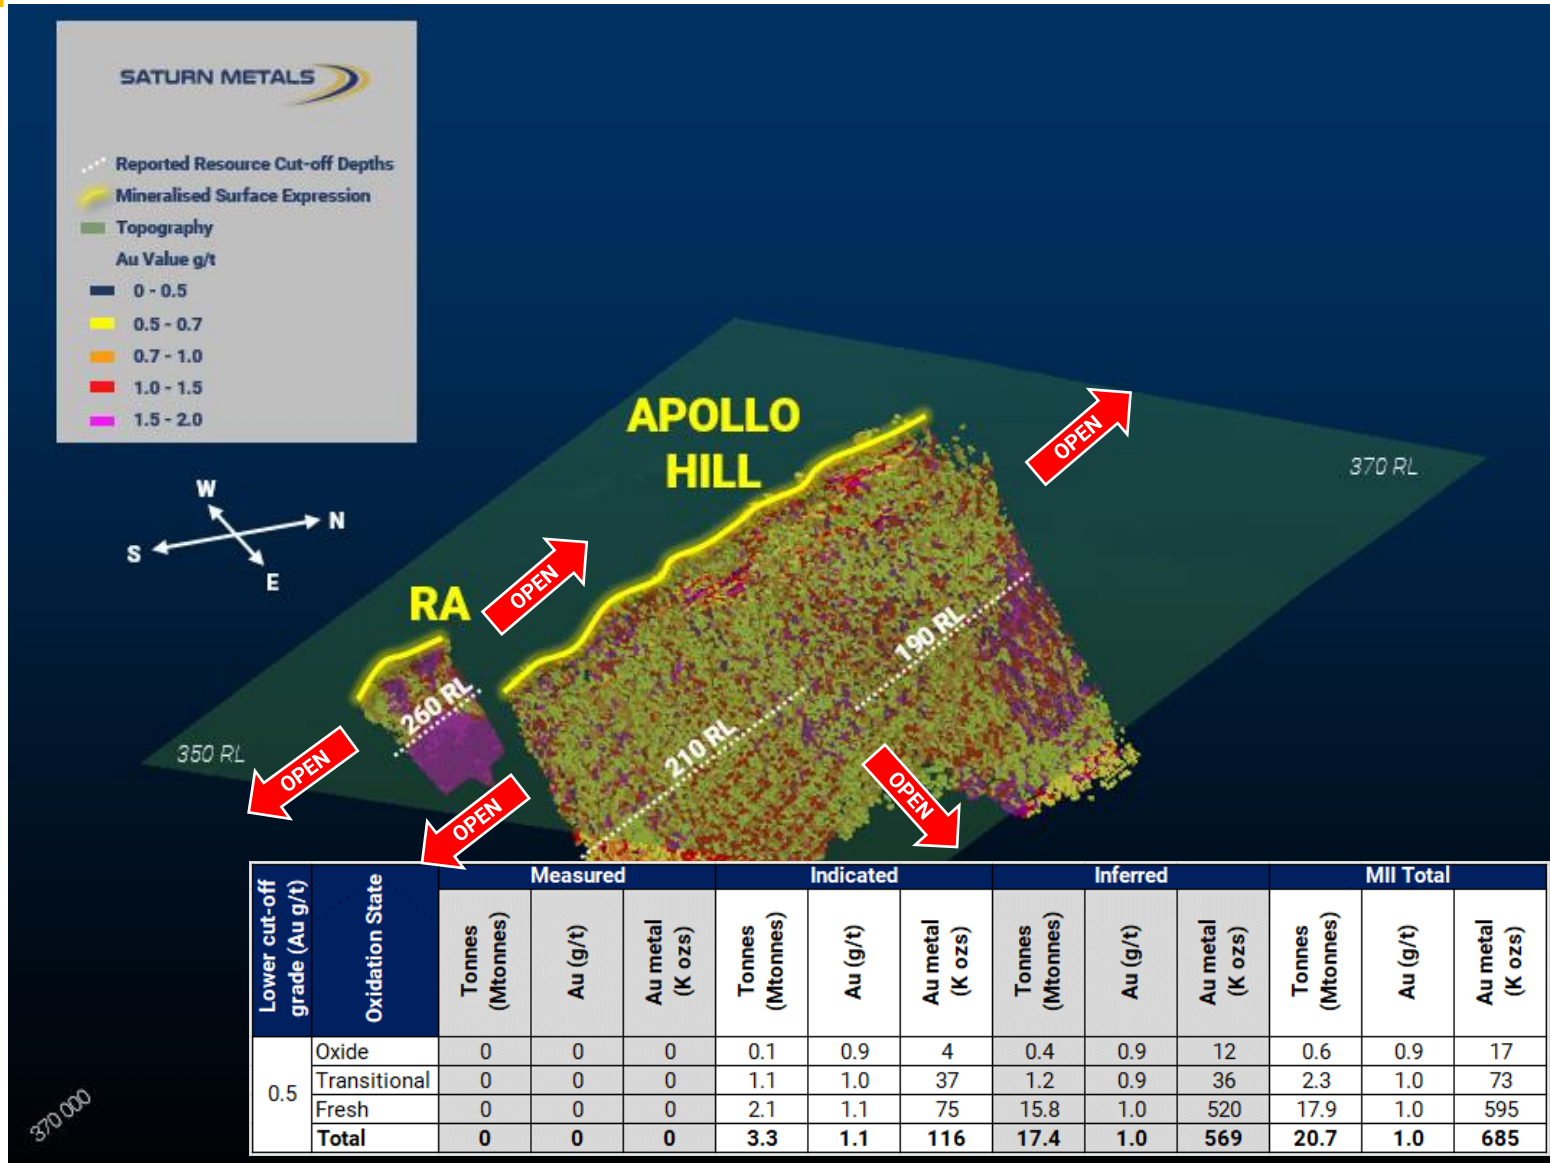 SATURN METALS
Reported Resource Cut-off Depths
Mineralised Surface Expression
Topography
Au Value g/t
0 - 0.5
0.5 - 0.7
0.7 - 1.0
1.0 - 1.5
1.5 - 2.0
W
N
S
E
APOLLO
HILL
RA
OPEN
OPEN
370 RL
190 RL
260 RL
210 RL
350 RL
OPEN
OPEN
OPEN
370 000
Lower cut-off grade (Au g/t) Oxidation State Measured Indicated Inferred MII Total
Tonnes (Mtonnes) Au (g/t) Au metal (K ozs) Tonnes (Mtonnes) Au (g/t) Au metal (K ozs) Tonnes (Mtonnes) Au (g/t) Au metal (K ozs) Tonnes (Mtonnes) Au (g/t) Au metal (K ozs)
0.5
Oxide 0 0 0 0.1 0.9 4 0.4 0.9 12 0.6 0.9 17
Transitional 0 0 0 1.1 1.0 37 1.2 0.9 36 2.3 1.0 73
Fresh 0 0 0 2.1 1.1 75 15.8 1.0 520 17.9 1.0 595
Total 0 0 0 3.3 1.1 116 17.4 1.0 569 20.7 1.0 685